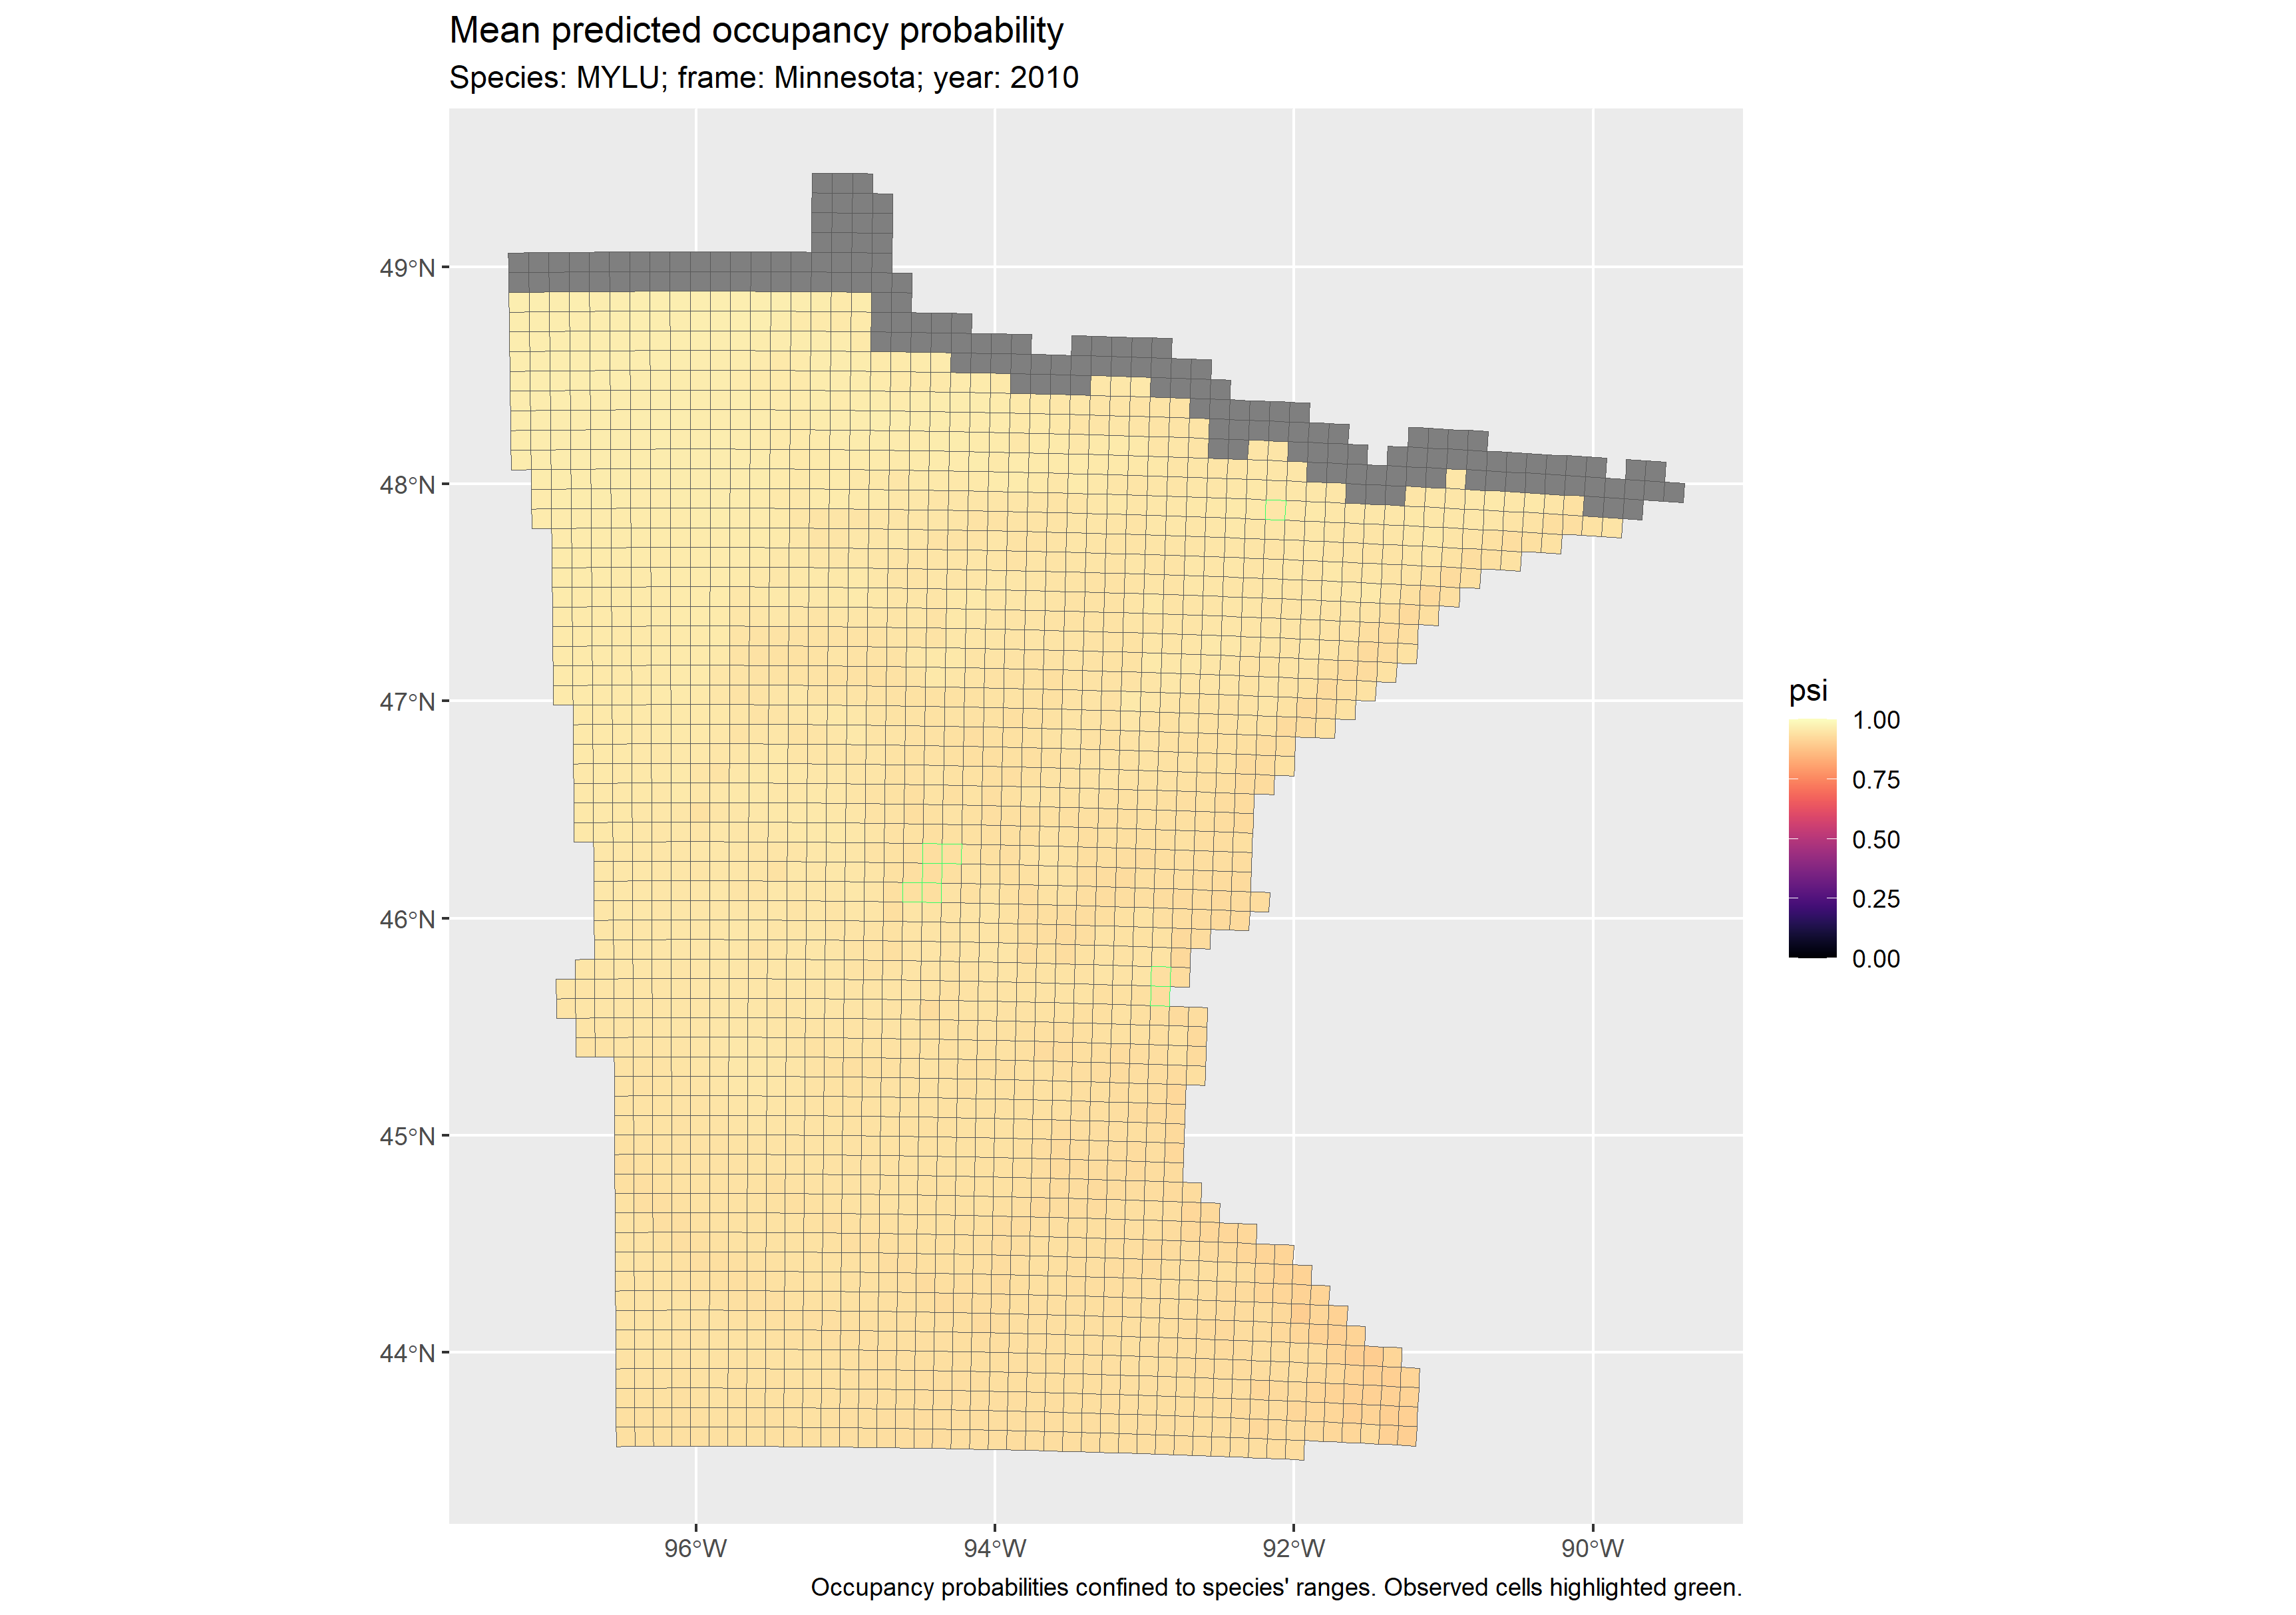 Mean predicted occupancy probability
Species: MYLU; frame: Minnesota; year: 2010
49°N
48°N
47°N
46°N
45°N
44°N
96°W
94°W
92°W
90°W
psi
1.00
0.75
0.50
0.25
0.00
Occupancy probabilities confined to species' ranges. Observed cells highlighted green.